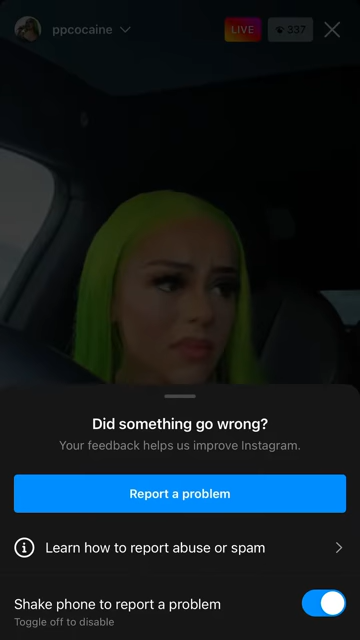 ppcocaine
LIVE
337
Did something go wrong?
Your feedback helps us improve Instagram.
Report a problem
Learn how to report abuse or spam
Shake phone to report a problem
Toggle off to disable